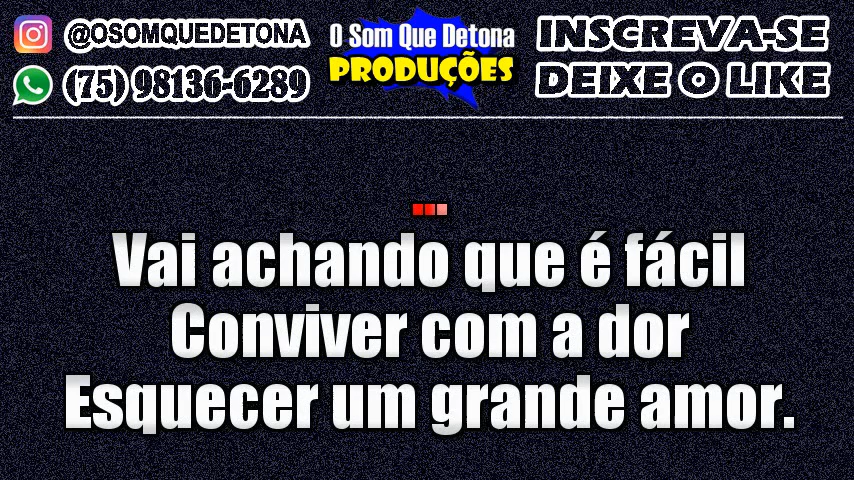 @OSOMQUEDETONA
(75) 98136-6289
O Som Que Detona
PRODUÇÕES
INSCREVA-SE
DEIXE O LIKE
Vai achando que é fácil
Conviver com a dor
Esquecer um grande amor.